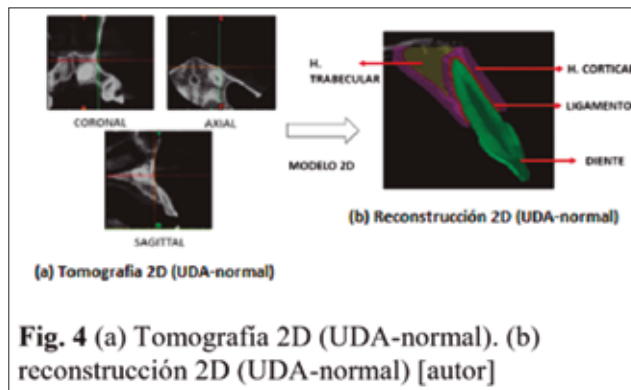 CORONAL
AXIAL
SAGITTAL
(a) Tomografia 2D (UDA-normal)
MODELO 2D
H.
TRABECULAR
H. CORTICAL
LIGAMENTO
DIENTE
(b) Reconstrucción 2D (UDA-normal)
Fig. 4 (a) Tomografía 2D (UDA-normal). (b)
reconstrucción 2D (UDA-normal) [autor]